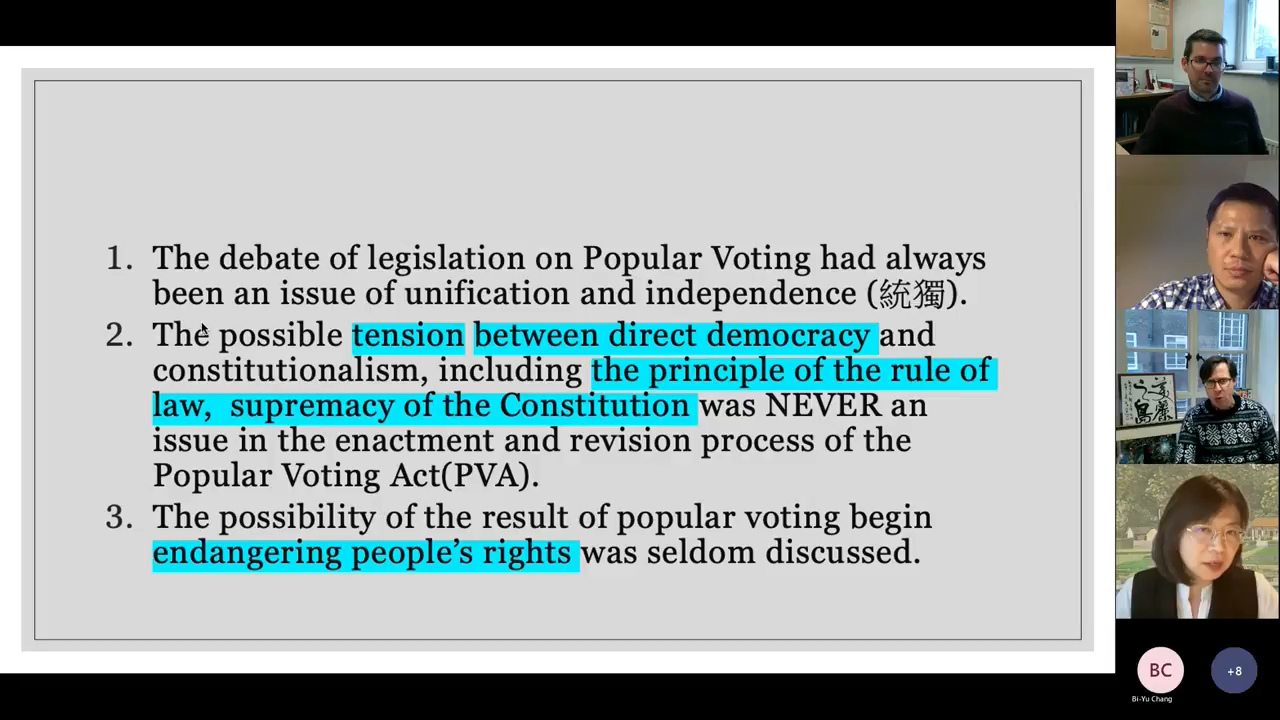 1. The debate of legislation on Popular Voting had always
been an issue of unification and independence (統獨).
2. The possible tension between direct democracy and
constitutionalism, including the principle of the rule of
law, supremacy of the Constitution was NEVER an
issue in the enactment and revision process of the
Popular Voting Act(PVA).
3. The possibility of the result of popular voting begin
endangering people's rights was seldom discussed.
BC
+8
Bi-Yu Chang